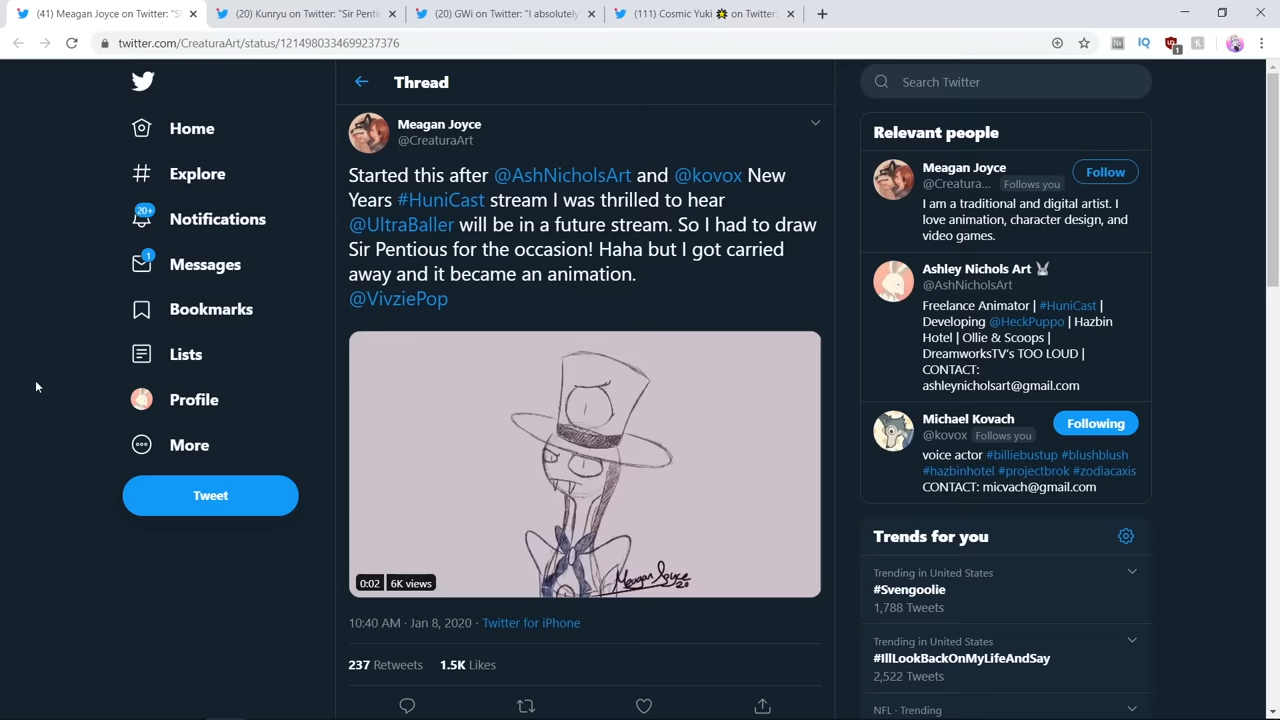 (41) Meagan Joyce on Twitter: "S
(20) Kunryu on Twitter: "Sir Penti
(20) GWi on Twitter: "I absolutely
(111) Cosmic Yuki on Twitter:
twitter.com/CreaturaArt/status/1214980334699237376
Home
Explore
20+
Notifications
1
Messages
Bookmarks
Lists
Profile
More
Tweet
Thread
Meagan Joyce
@CreaturaArt
Started this after @AshNicholsArt and @kovox New
Years #HuniCast stream I was thrilled to hear
@UltraBaller will be in a future stream. So I had to draw
Sir Pentious for the occasion! Haha but I got carried
away and it became an animation.
@VivziePop
Meagan Joyce
20
0:02 6K views
10:40 AM · Jan 8, 2020 · Twitter for iPhone
237 Retweets 1.5K Likes
Search Twitter
Relevant people
Meagan Joyce
@Creatura... Follows you
Follow
I am a traditional and digital artist. I
love animation, character design, and
video games.
Ashley Nichols Art
@AshNicholsArt
Freelance Animator | #HuniCast |
Developing @HeckPuppo | Hazbin
Hotel | Ollie & Scoops |
DreamworksTV's TOO LOUD |
CONTACT:
ashleynicholsart@gmail.com
Michael Kovach
@kovox Follows you
Following
voice actor #billiebustup #blushblush
#hazbinhotel #projectbrok #zodiacaxis
CONTACT: micvach@gmail.com
Trends for you
Trending in United States
#Svengoolie
1,788 Tweets
Trending in United States
#IllLookBackOnMyLifeAndSay
2,522 Tweets
NFL · Trending